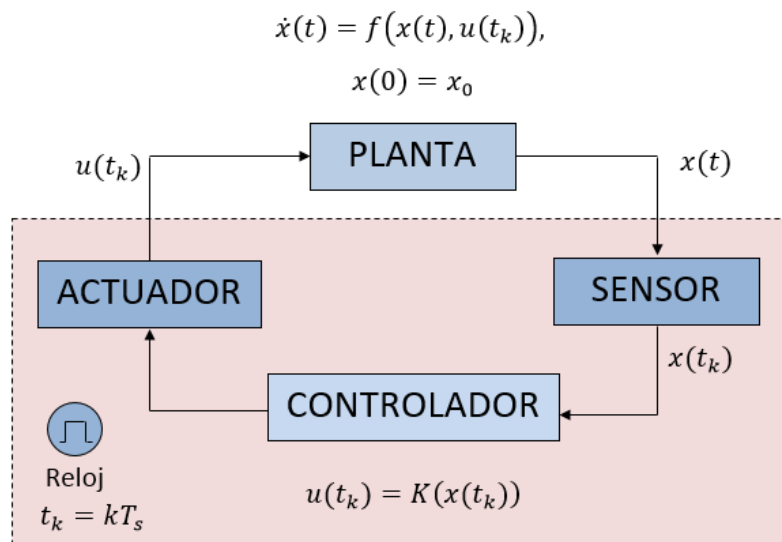 ẋ(t) = f(x(t), u(t_k)),
x(0) = x_0
PLANTA
u(t_k)
x(t)
ACTUADOR
SENSOR
x(t_k)
CONTROLADOR
Reloj
t_k = kT_s
u(t_k) = K(x(t_k))